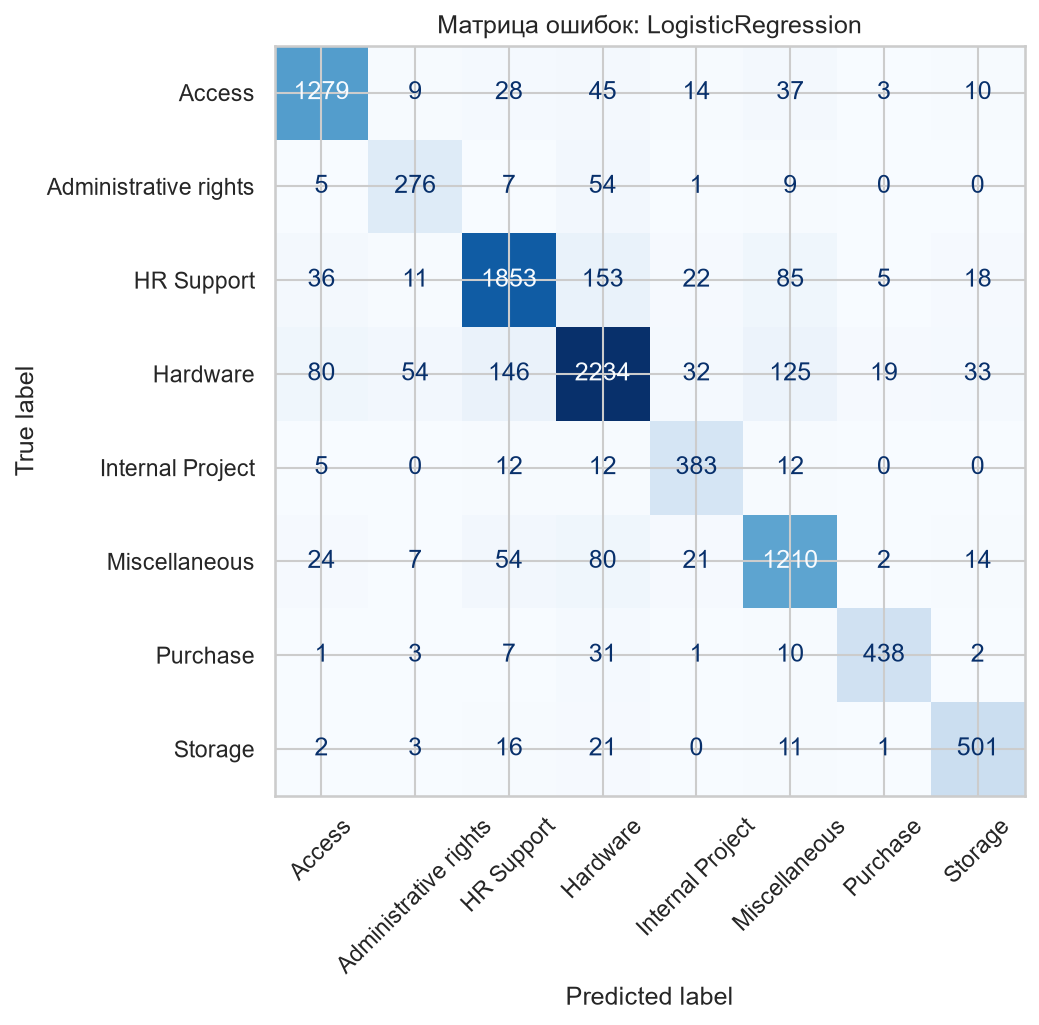 Матрица ошибок: LogisticRegression
Access 1279 9 28 45 14 37 3 10
Administrative rights 5 276 7 54 1 9 0 0
HR Support 36 11 1853 153 22 85 5 18
Hardware 80 54 146 2234 32 125 19 33
Internal Project 5 0 12 12 383 12 0 0
Miscellaneous 24 7 54 80 21 1210 2 14
Purchase 1 3 7 31 1 10 438 2
Storage 2 3 16 21 0 11 1 501
True label
Access Administrative rights HR Support Hardware Internal Project Miscellaneous Purchase Storage
Predicted label